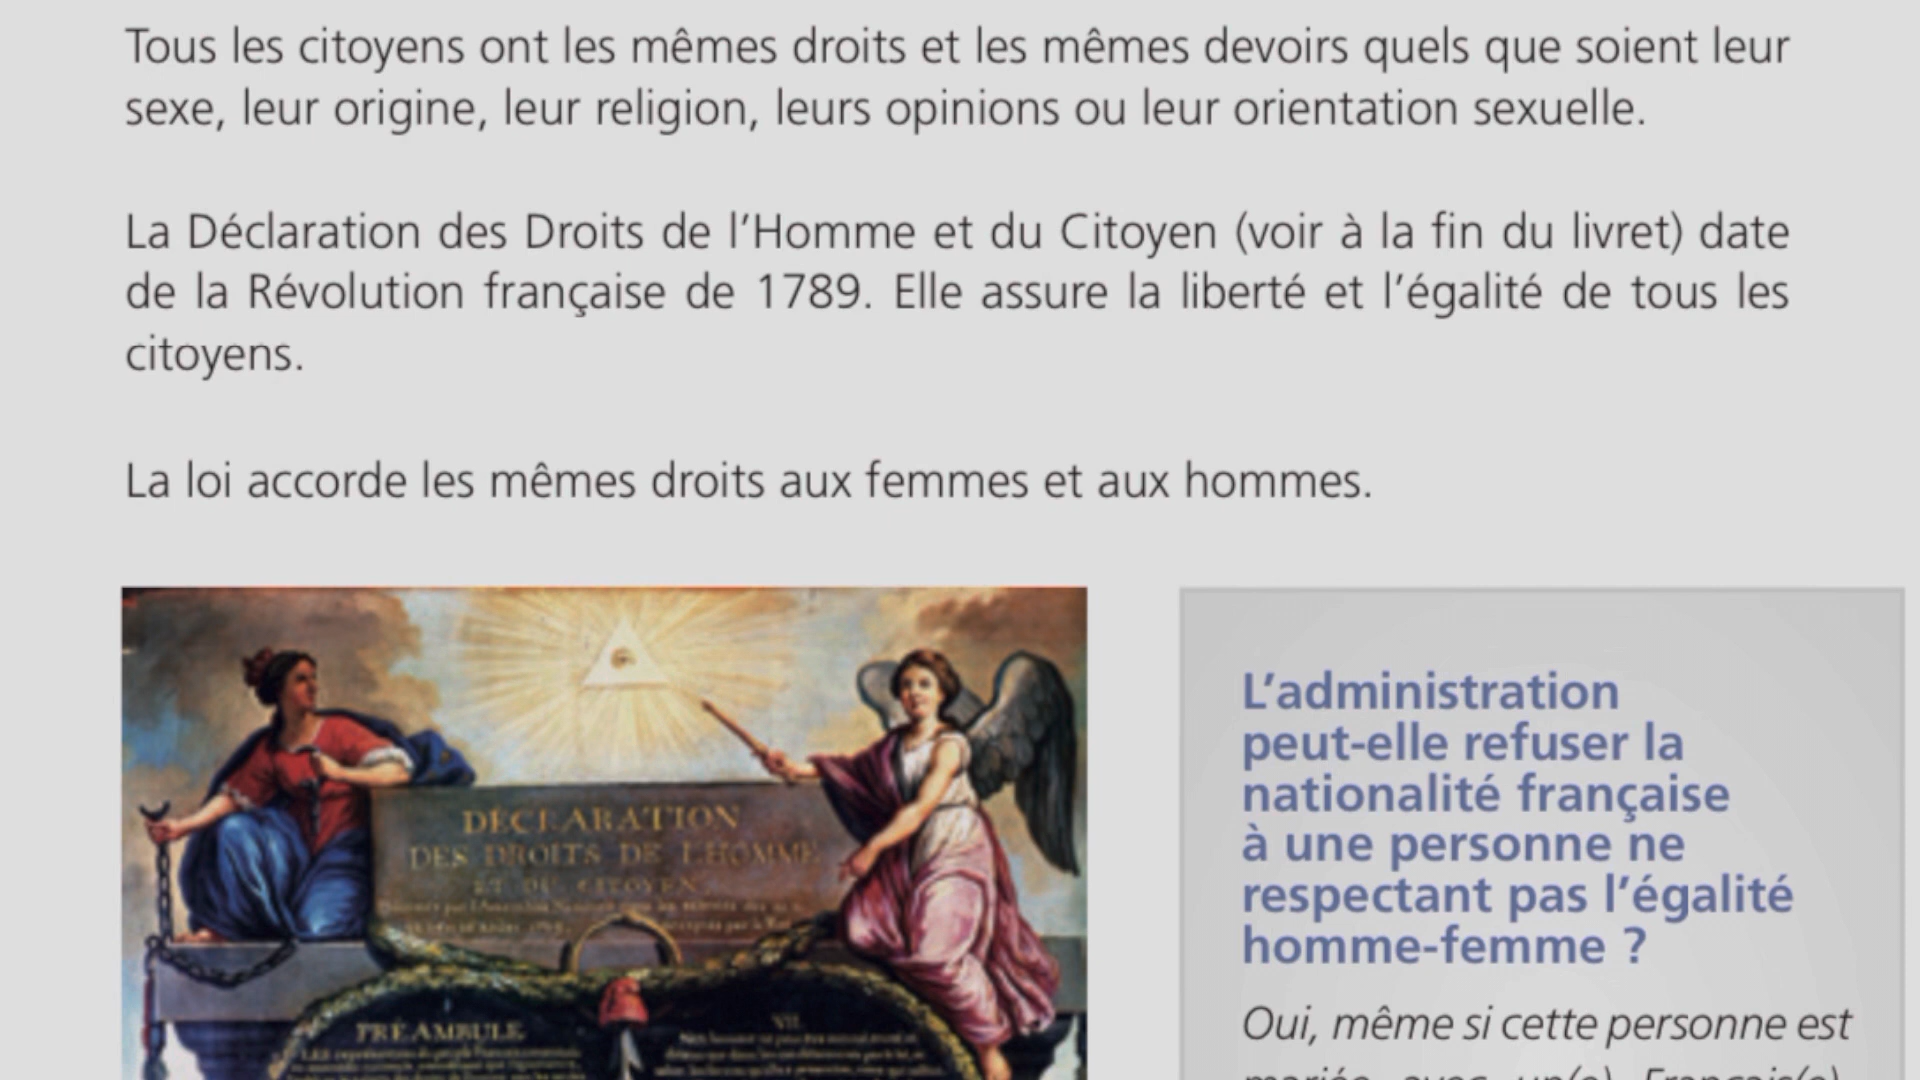 Tous les citoyens ont les mêmes droits et les mêmes devoirs quels que soient leur
sexe, leur origine, leur religion, leurs opinions ou leur orientation sexuelle.
La Déclaration des Droits de l’Homme et du Citoyen (voir à la fin du livret) date
de la Révolution française de 1789. Elle assure la liberté et l’égalité de tous les
citoyens.
La loi accorde les mêmes droits aux femmes et aux hommes.
DÉCLARATION
DES DROITS DE L'HOMME
ET DU CITOYEN
PRÉAMBULE
VII
L’administration
peut-elle refuser la
nationalité française
à une personne ne
respectant pas l’égalité
homme-femme ?
Oui, même si cette personne est
mariée avec un(e) Français(e)